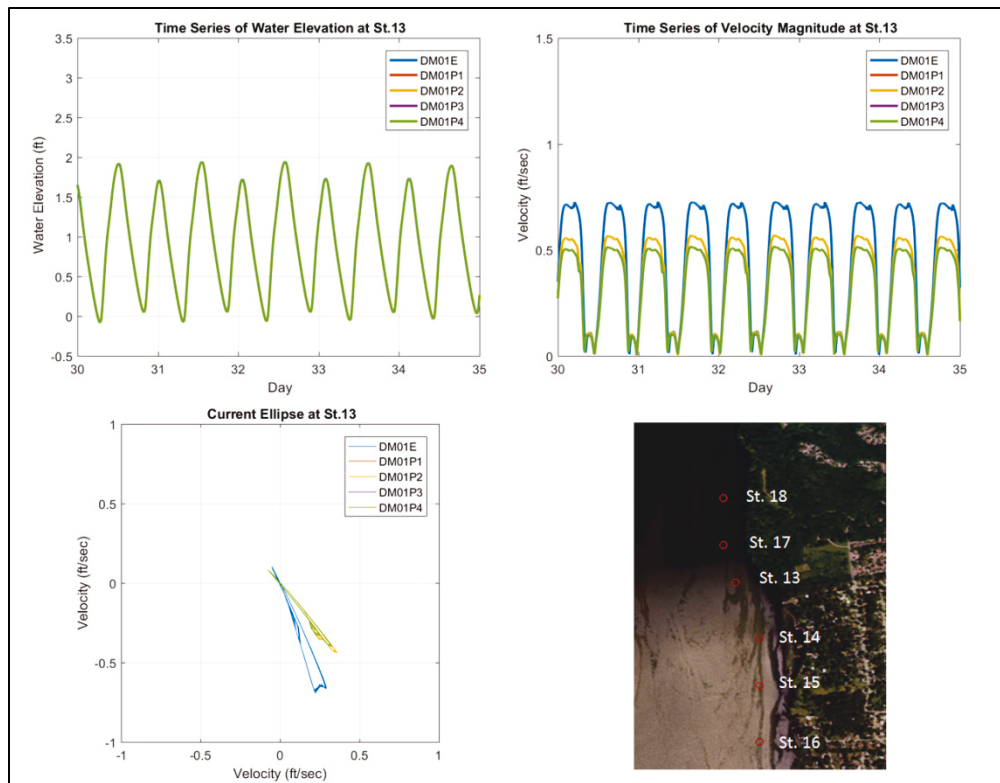 Time Series of Water Elevation at St.13
3.5
3
2.5
2
1.5
1
0.5
0
-0.5
Water Elevation (ft)
DM01E
DM01P1
DM01P2
DM01P3
DM01P4
30 31 32 33 34 35
Day
Time Series of Velocity Magnitude at St.13
1.5
1
0.5
0
Velocity (ft/sec)
DM01E
DM01P1
DM01P2
DM01P3
DM01P4
30 31 32 33 34 35
Day
Current Ellipse at St.13
1
0.5
0
-0.5
-1
Velocity (ft/sec)
DM01E
DM01P1
DM01P2
DM01P3
DM01P4
-1 -0.5 0 0.5 1
Velocity (ft/sec)
St. 18
St. 17
St. 13
St. 14
St. 15
St. 16